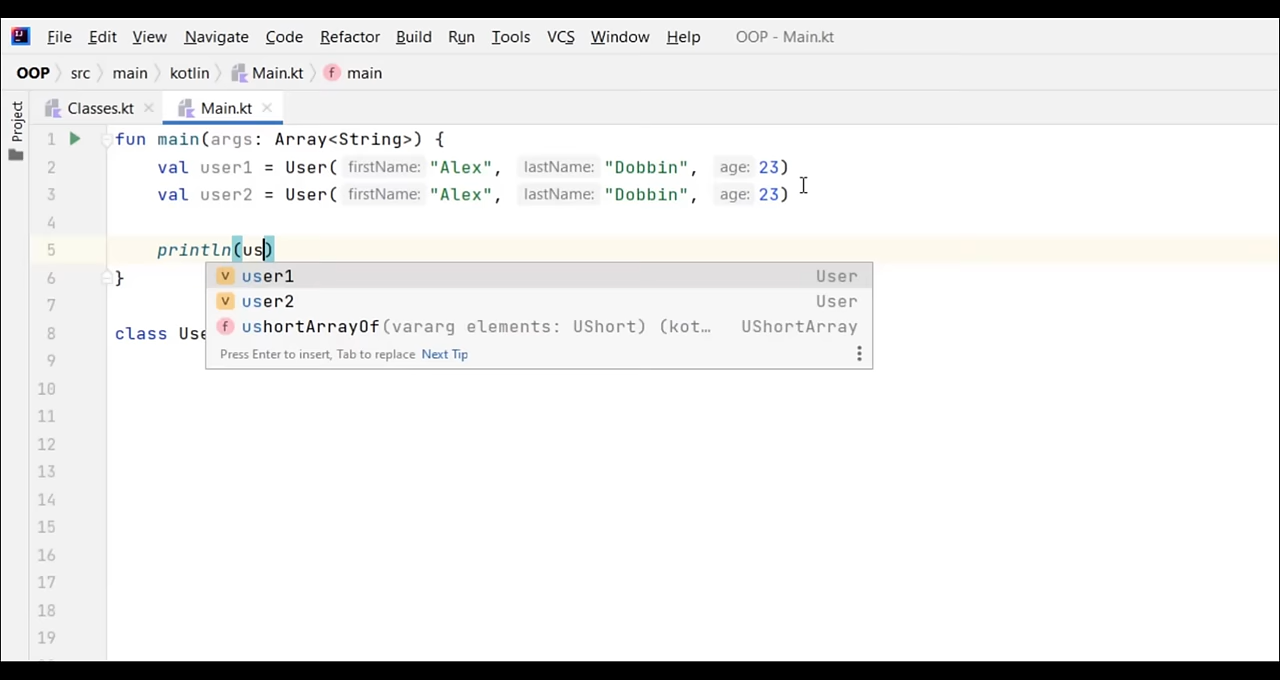 File Edit View Navigate Code Refactor Build Run Tools VCS Window Help OOP - Main.kt
OOP src main kotlin Main.kt f main
Project
Classes.kt Main.kt
1 fun main(args: Array<String>) {
2 val user1 = User( firstName: "Alex", lastName: "Dobbin", age: 23)
3 val user2 = User( firstName: "Alex", lastName: "Dobbin", age: 23)
4
5 println(us)
6 }
v user1 User
v user2 User
f ushortArrayOf(vararg elements: UShort) (kot… UShortArray
Press Enter to insert, Tab to replace Next Tip
7
8 class Use
9
10
11
12
13
14
15
16
17
18
19